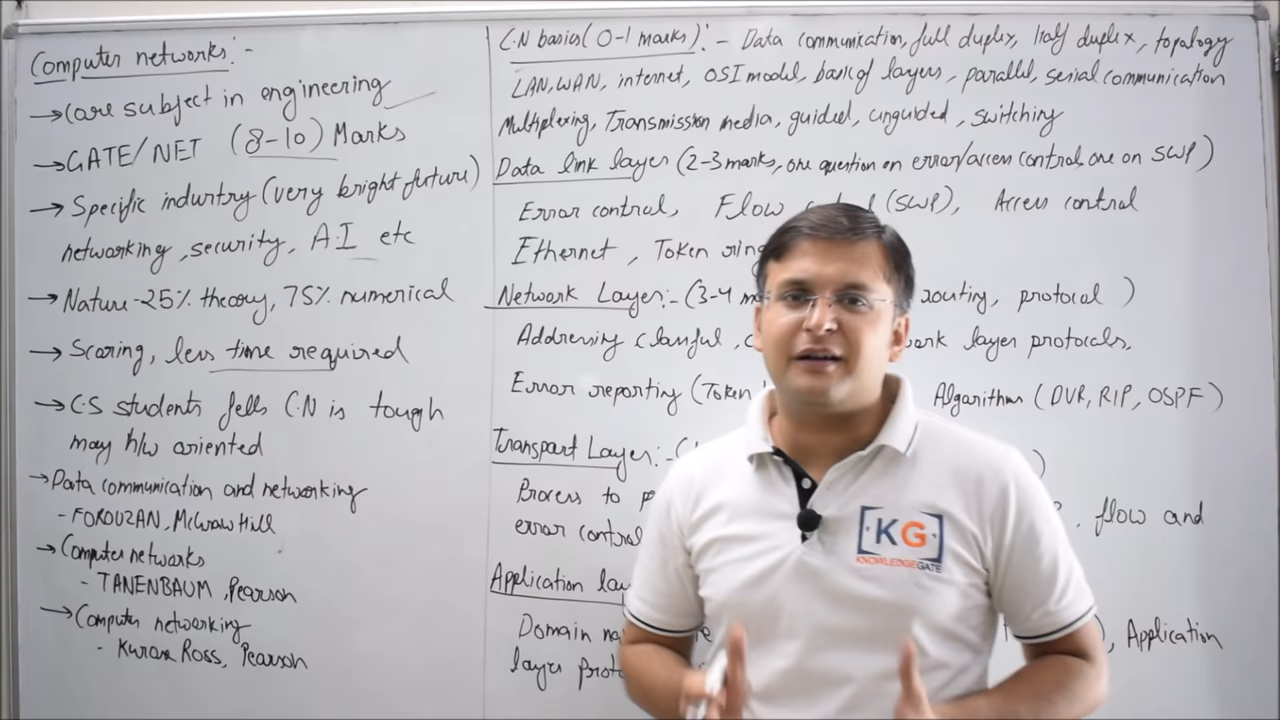 Computer networks:-
→ Core subject in engineering
→ GATE/NET (8-10) Marks
→ Specific indurtry (very bright future)
networking, security, A.I etc
→ Nature - 25% theory, 75% numerical
→ Scoring, less time required
→ C.S students fells C.N is tough
may h/w oriented
→ Data communication and networking
- FOROUZAN, McGraw Hill
→ Computer networks
- TANENBAUM, Pearson
→ Computer networking
- Kurose Ross, Pearson
C.N basics (0-1 marks):- Data communication, full duplex, half duplex, topology
LAN, WAN, internet, OSI model, basic of layers, parallel, serial communication
Multiplexing, Transmission media, guided, unguided, switching
Data link layer (2-3 marks, one question on error/access control, one on SWP)
Error control, Flow (SWP), Access control
Ethernet, Token ring
Network Layer:- (3-4 routing, protocol)
Addressing classful, layer protocols,
Error reporting (Token Algorithms (DVR, RIP, OSPF)
Transport Layer:- (
Process to flow and
error control
Application
Domain Application
layer
KG
KNOWLEDGE GATE